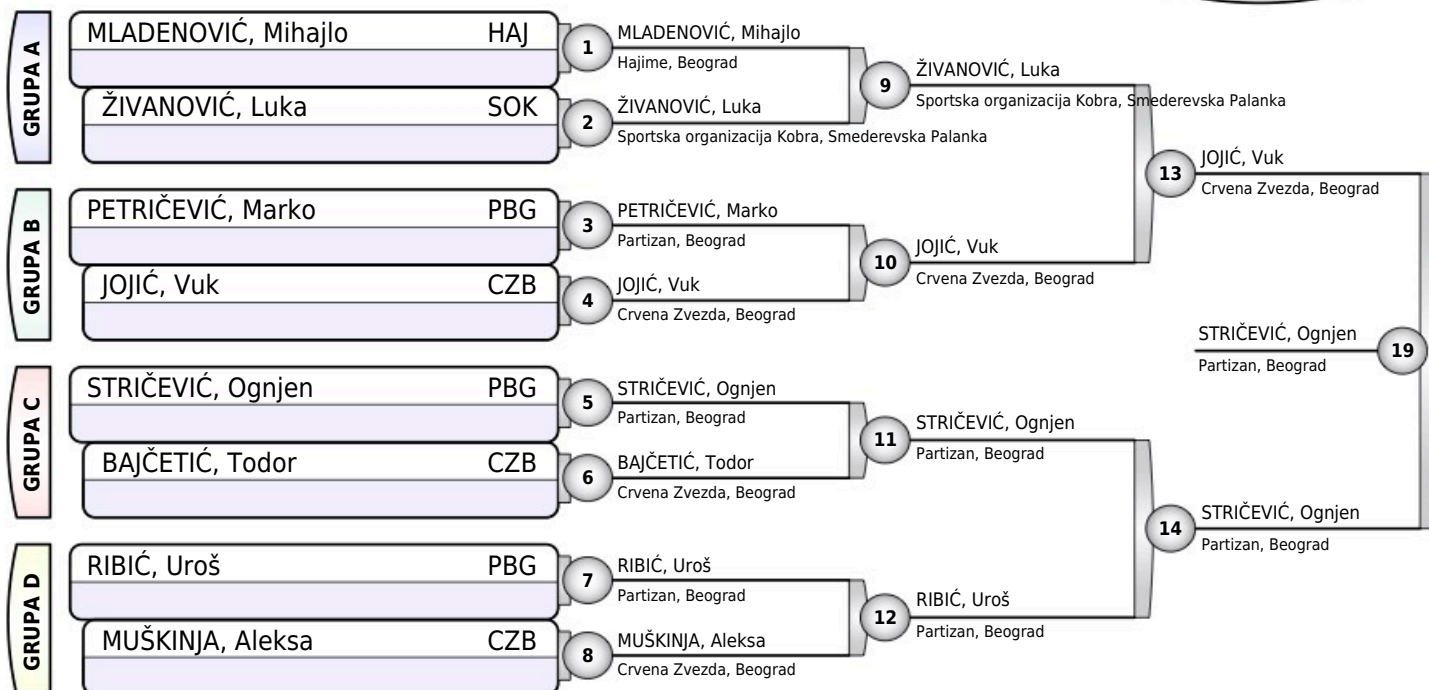 GRUPA A
MLADENOVIĆ, Mihajlo HAJ
ŽIVANOVIĆ, Luka SOK
1
MLADENOVIĆ, Mihajlo
Hajime, Beograd
2
ŽIVANOVIĆ, Luka
Sportska organizacija Kobra, Smederevska Palanka
9
ŽIVANOVIĆ, Luka
Sportska organizacija Kobra, Smederevska Palanka
GRUPA B
PETRIČEVIĆ, Marko PBG
JOJIĆ, Vuk CZB
3
PETRIČEVIĆ, Marko
Partizan, Beograd
4
JOJIĆ, Vuk
Crvena Zvezda, Beograd
10
JOJIĆ, Vuk
Crvena Zvezda, Beograd
13
JOJIĆ, Vuk
Crvena Zvezda, Beograd
GRUPA C
STRIČEVIĆ, Ognjen PBG
BAJČETIĆ, Todor CZB
5
STRIČEVIĆ, Ognjen
Partizan, Beograd
6
BAJČETIĆ, Todor
Crvena Zvezda, Beograd
11
STRIČEVIĆ, Ognjen
Partizan, Beograd
GRUPA D
RIBIĆ, Uroš PBG
MUŠKINJA, Aleksa CZB
7
RIBIĆ, Uroš
Partizan, Beograd
8
MUŠKINJA, Aleksa
Crvena Zvezda, Beograd
12
RIBIĆ, Uroš
Partizan, Beograd
14
STRIČEVIĆ, Ognjen
Partizan, Beograd
STRIČEVIĆ, Ognjen
Partizan, Beograd
19